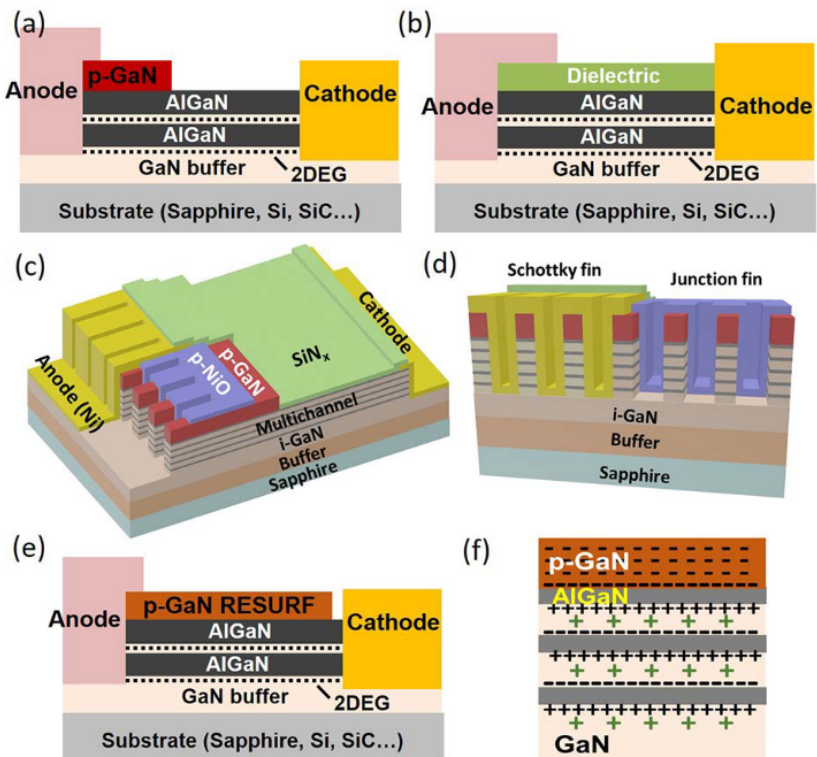 (a)
p-GaN
Anode
AlGaN
Cathode
AlGaN
GaN buffer
2DEG
Substrate (Sapphire, Si, SiC...)
(b)
Dielectric
Anode
AlGaN
Cathode
AlGaN
GaN buffer
2DEG
Substrate (Sapphire, Si, SiC...)
(c)
Cathode
SiNx
p-GaN
p-NiO
Anode (Ni)
Multichannel
i-GaN
Buffer
Sapphire
(d)
Schottky fin
Junction fin
i-GaN
Buffer
Sapphire
(e)
p-GaN RESURF
Anode
AlGaN
Cathode
AlGaN
GaN buffer
2DEG
Substrate (Sapphire, Si, SiC...)
(f)
p-GaN
AlGaN
GaN